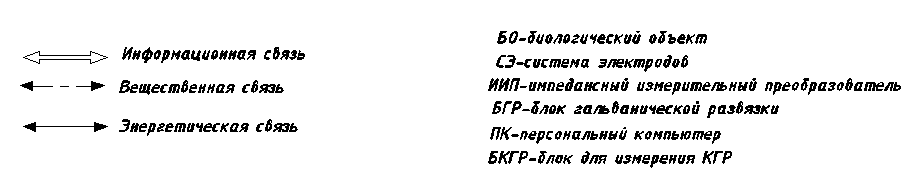 Информационная связь
Вещественная связь
Энергетическая связь
БО-биологический объект
СЭ-система электродов
ИИП-импедансный измерительный преобразователь
БГР-блок гальванической развязки
ПК-персональный компьютер
БКГР-блок для измерения КГР